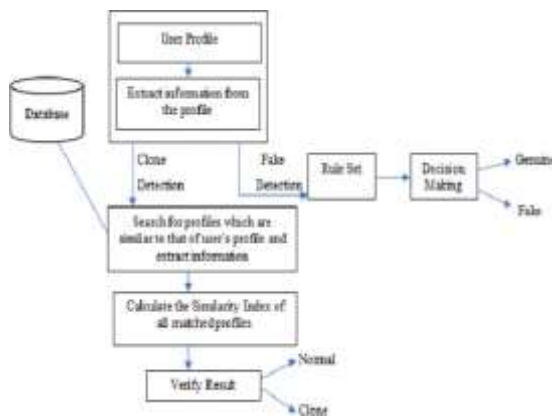 User Profile
Extract information from
the profile
Database
Clone
Detection
Fake
Detection
Rule Set
Decision
Making
Genuine
Fake
Search for profiles which are
similar to that of user's profile and
extract information
Calculate the Similarity Index of
all matched profiles
Verify Result
Normal
Clone